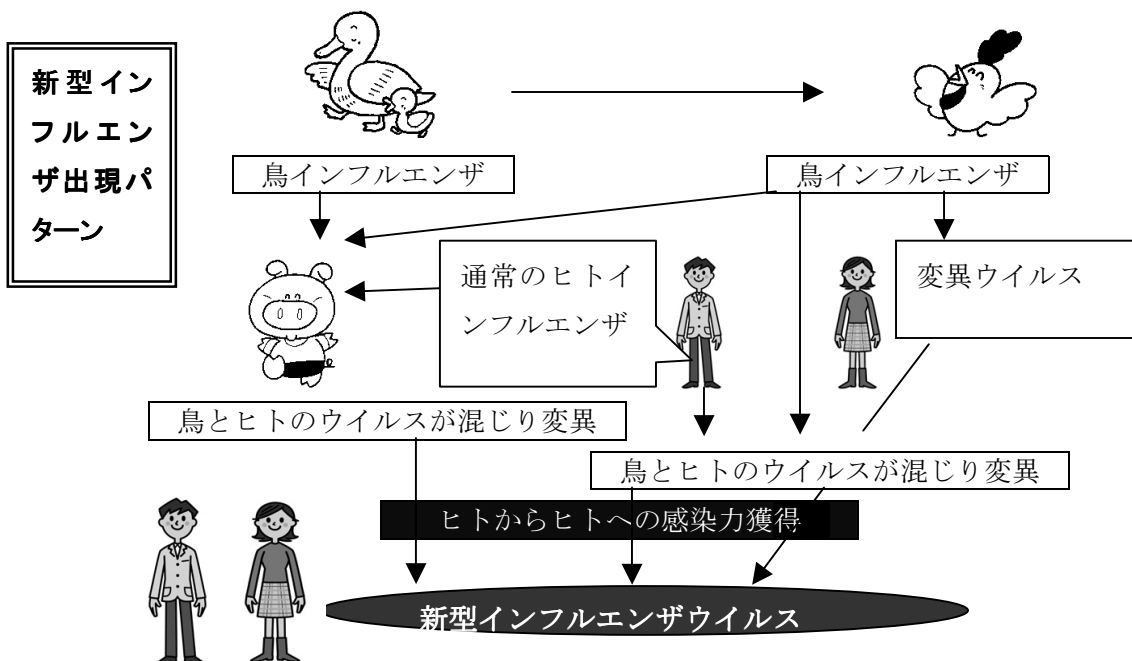 新型イン
フルエン
ザ出現パ
ターン
鳥インフルエンザ
鳥インフルエンザ
通常のヒトイ
ンフルエンザ
変異ウイルス
鳥とヒトのウイルスが混じり変異
鳥とヒトのウイルスが混じり変異
ヒトからヒトへの感染力獲得
新型インフルエンザウイルス